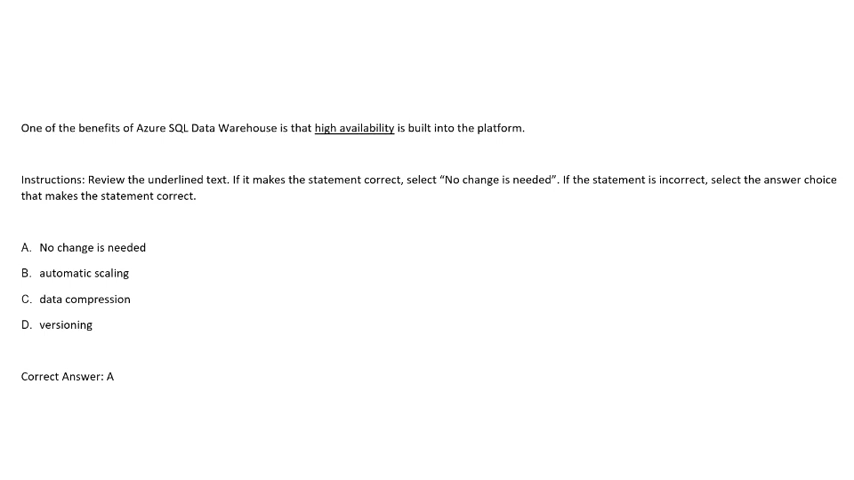 One of the benefits of Azure SQL Data Warehouse is that high availability is built into the platform.
Instructions: Review the underlined text. If it makes the statement correct, select “No change is needed”. If the statement is incorrect, select the answer choice
that makes the statement correct.
A. No change is needed
B. automatic scaling
C. data compression
D. versioning
Correct Answer: A